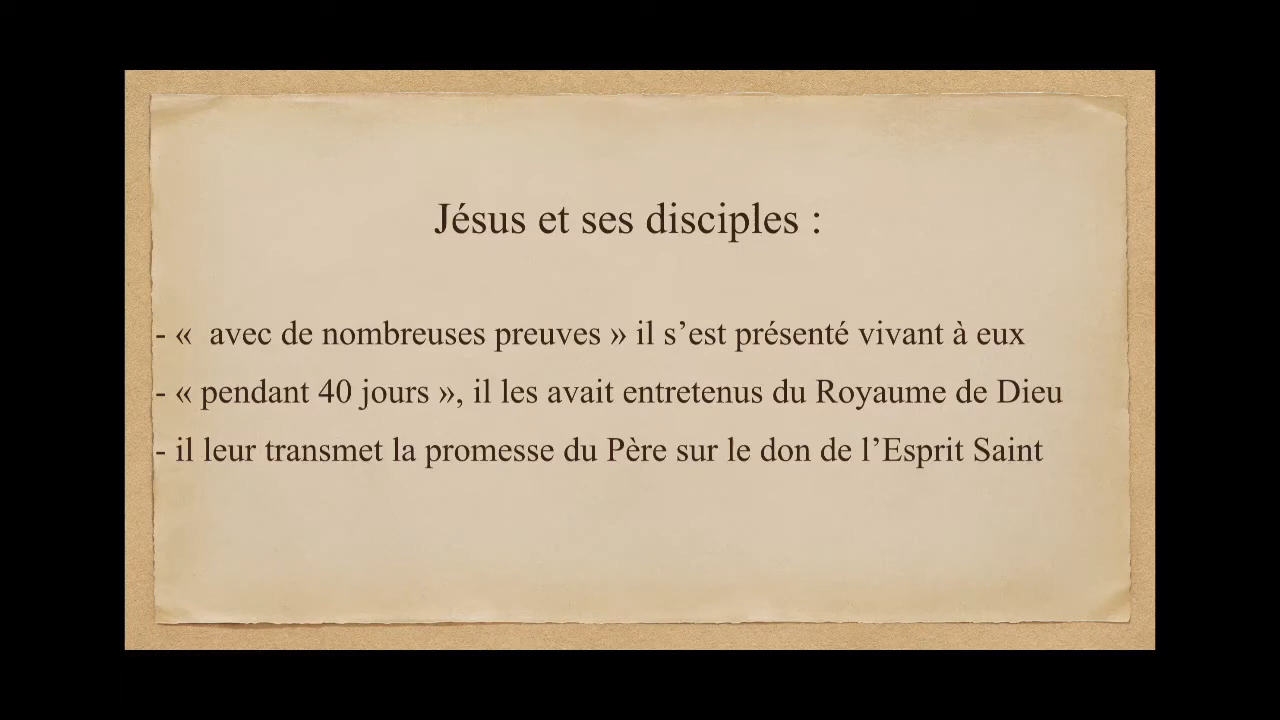 Jésus et ses disciples :
- «  avec de nombreuses preuves » il s’est présenté vivant à eux
- « pendant 40 jours », il les avait entretenus du Royaume de Dieu
- il leur transmet la promesse du Père sur le don de l’Esprit Saint